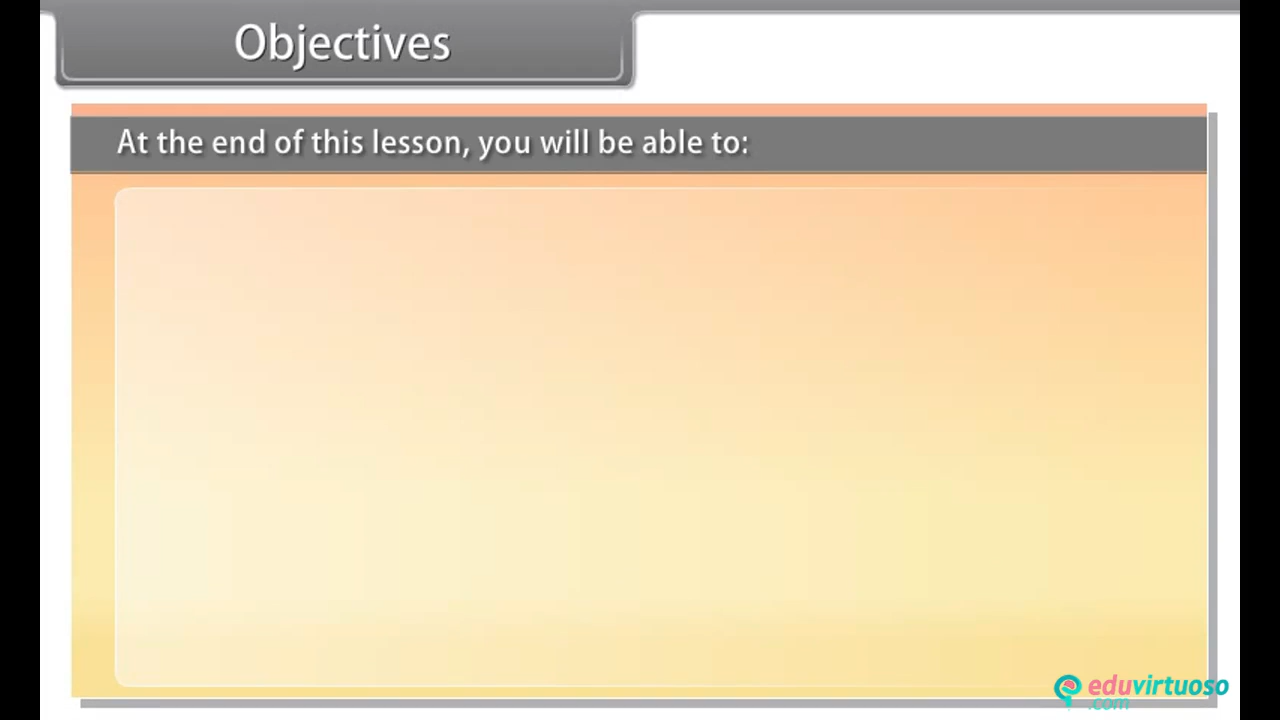 Objectives
At the end of this lesson, you will be able to:
eduvirtuoso
.com